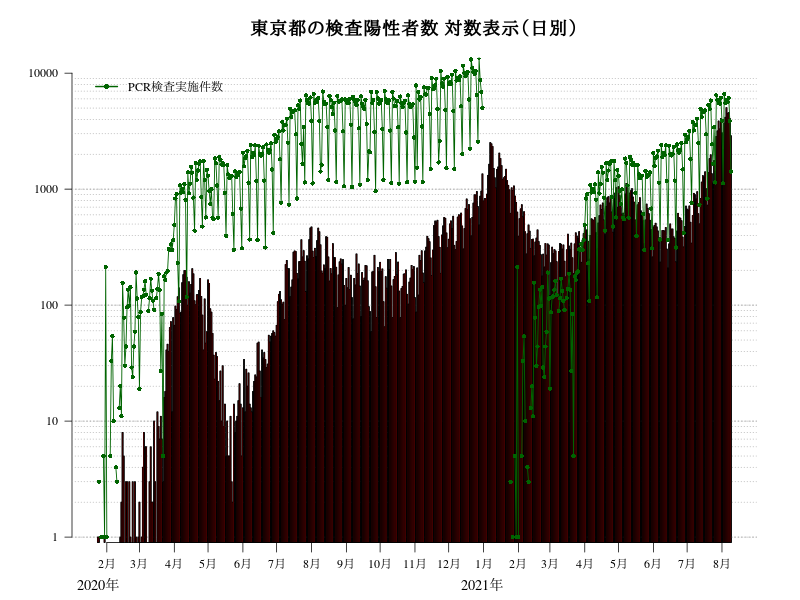 東京都の検査陽性者数 対数表示(日別)
PCR検査実施件数
10000
1000
100
10
1
2月 3月 4月 5月 6月 7月 8月 9月 10月 11月 12月 1月 2月 3月 4月 5月 6月 7月 8月
2020年 2021年